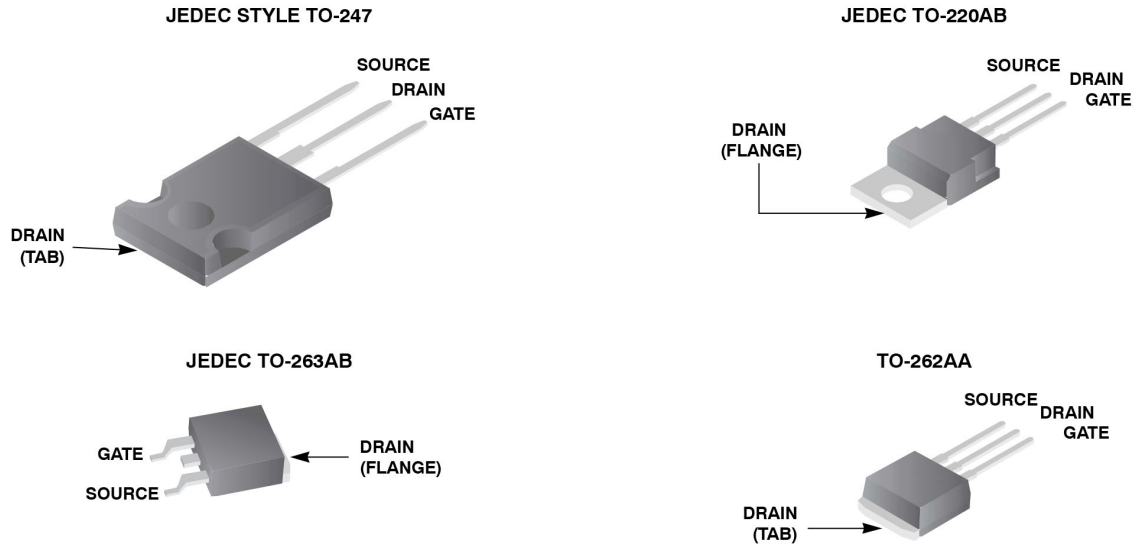 JEDEC STYLE TO-247
SOURCE
DRAIN
GATE
DRAIN
(TAB)
JEDEC TO-220AB
SOURCE
DRAIN
GATE
DRAIN
(FLANGE)
JEDEC TO-263AB
GATE
SOURCE
DRAIN
(FLANGE)
TO-262AA
SOURCE
DRAIN
GATE
DRAIN
(TAB)